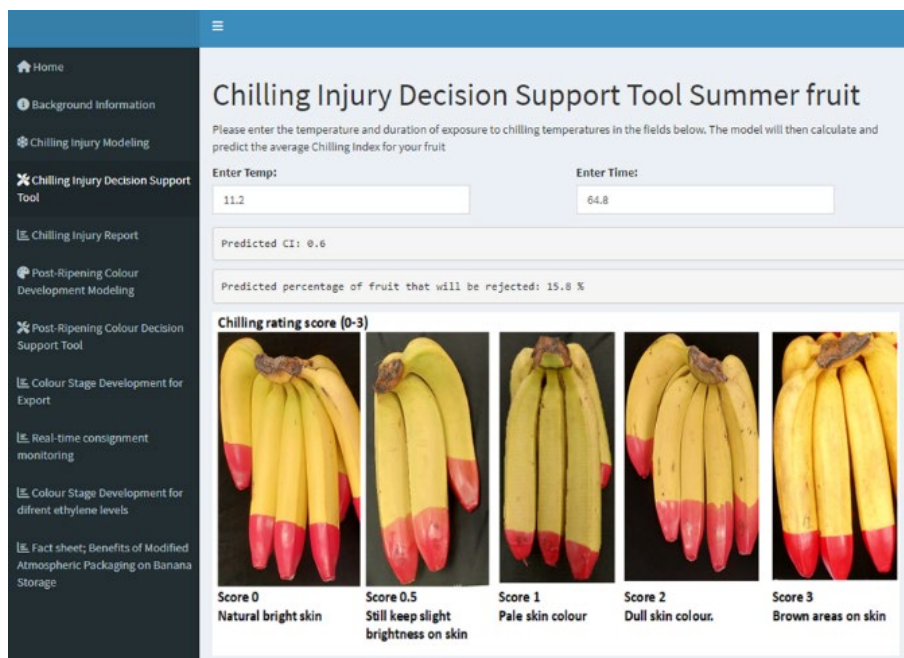 Home
Background Information
Chilling Injury Modeling
Chilling Injury Decision Support
Tool
Chilling Injury Report
Post-Ripening Colour
Development Modeling
Post-Ripening Colour Decision
Support Tool
Colour Stage Development for
Export
Real-time consignment
monitoring
Colour Stage Development for
difrent ethylene levels
Fact sheet; Benefits of Modified
Atmospheric Packaging on Banana
Storage
Chilling Injury Decision Support Tool Summer fruit
Please enter the temperature and duration of exposure to chilling temperatures in the fields below. The model will then calculate and
predict the average Chilling Index for your fruit
Enter Temp:
11.2
Enter Time:
64.8
Predicted CI: 0.6
Predicted percentage of fruit that will be rejected: 15.8 %
Chilling rating score (0-3)
Score 0
Natural bright skin
Score 0.5
Still keep slight
brightness on skin
Score 1
Pale skin colour
Score 2
Dull skin colour.
Score 3
Brown areas on skin